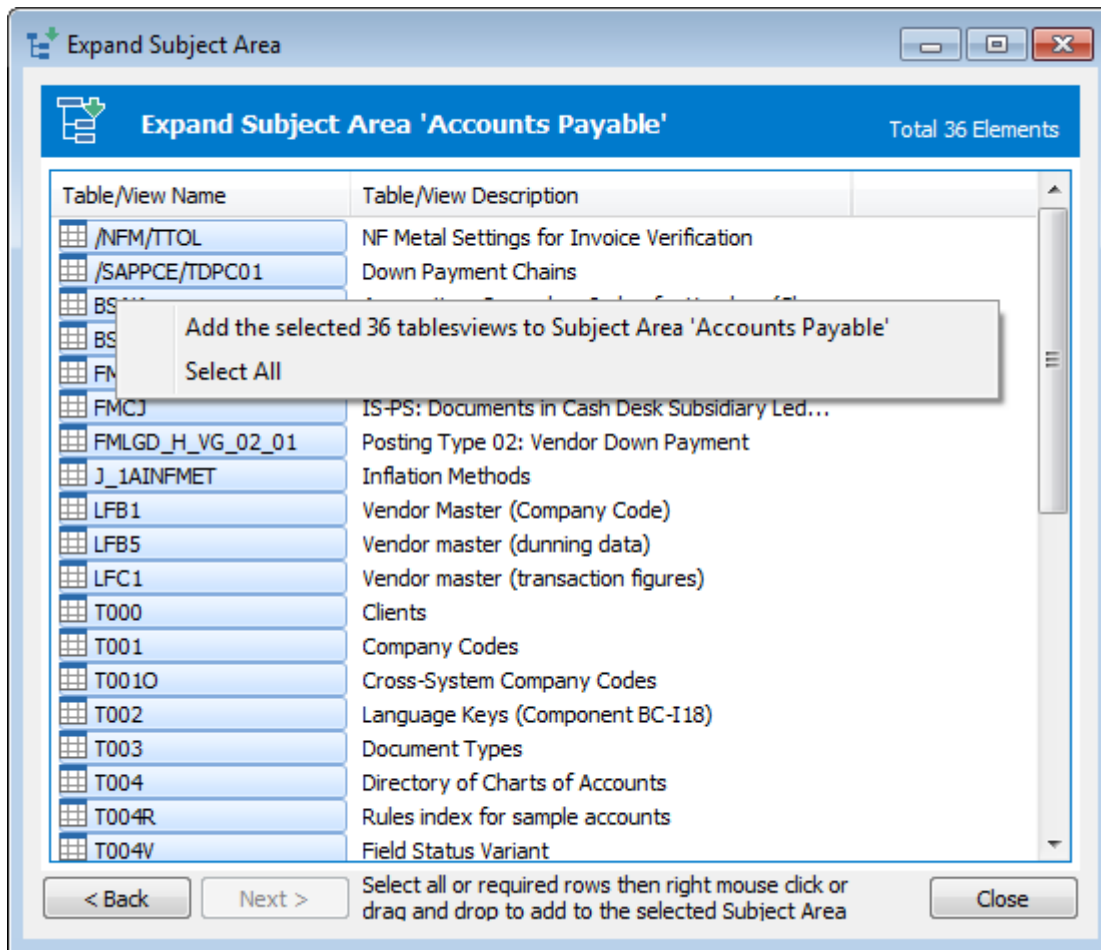 Expand Subject Area
Expand Subject Area 'Accounts Payable' Total 36 Elements
Table/View Name Table/View Description
/NFM/TTOL NF Metal Settings for Invoice Verification
/SAPPCE/TDPC01 Down Payment Chains
BS
BS
Add the selected 36 tablesviews to Subject Area 'Accounts Payable'
Select All
FMCJ IS-PS: Documents in Cash Desk Subsidiary Led...
FMLGD_H_VG_02_01 Posting Type 02: Vendor Down Payment
J_1AINFMET Inflation Methods
LFB1 Vendor Master (Company Code)
LFB5 Vendor master (dunning data)
LFC1 Vendor master (transaction figures)
T000 Clients
T001 Company Codes
T001O Cross-System Company Codes
T002 Language Keys (Component BC-I18)
T003 Document Types
T004 Directory of Charts of Accounts
T004R Rules index for sample accounts
T004V Field Status Variant
< Back Next > Select all or required rows then right mouse click or
drag and drop to add to the selected Subject Area Close